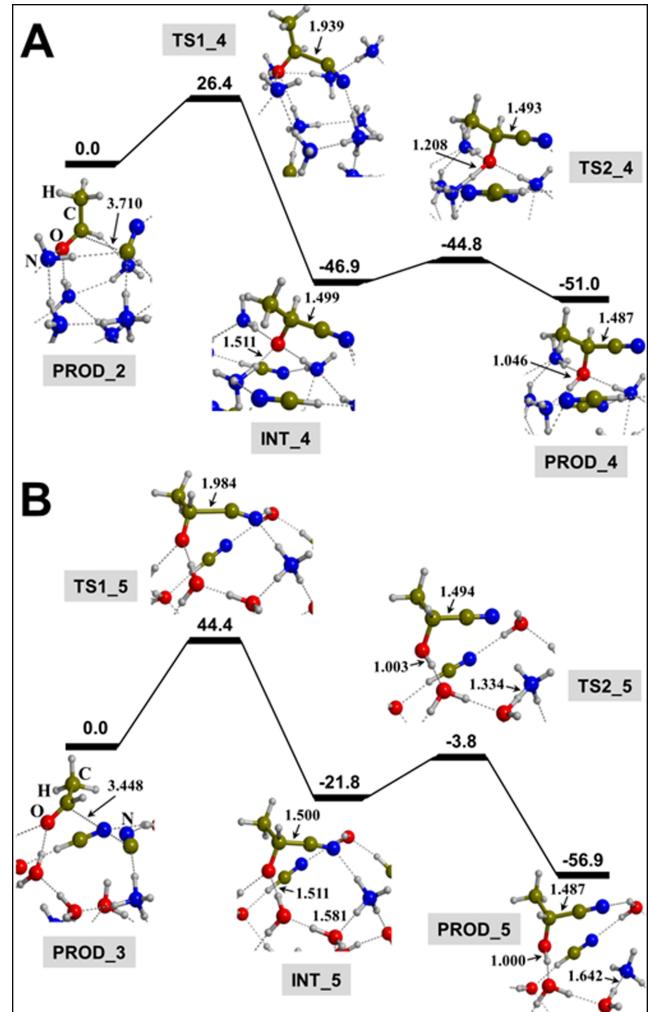 A
TS1_4
1.939
26.4
0.0
H
C
3.710
O
N
PROD_2
1.493
1.208
TS2_4
-46.9
-44.8
-51.0
1.499
1.511
INT_4
1.487
1.046
PROD_4
B
1.984
TS1_5
44.4
1.494
1.003
1.334
TS2_5
0.0
C
H
3.448
O
N
PROD_3
-21.8
-3.8
-56.9
1.500
1.511
1.581
INT_5
1.487
PROD_5
1.000
1.642